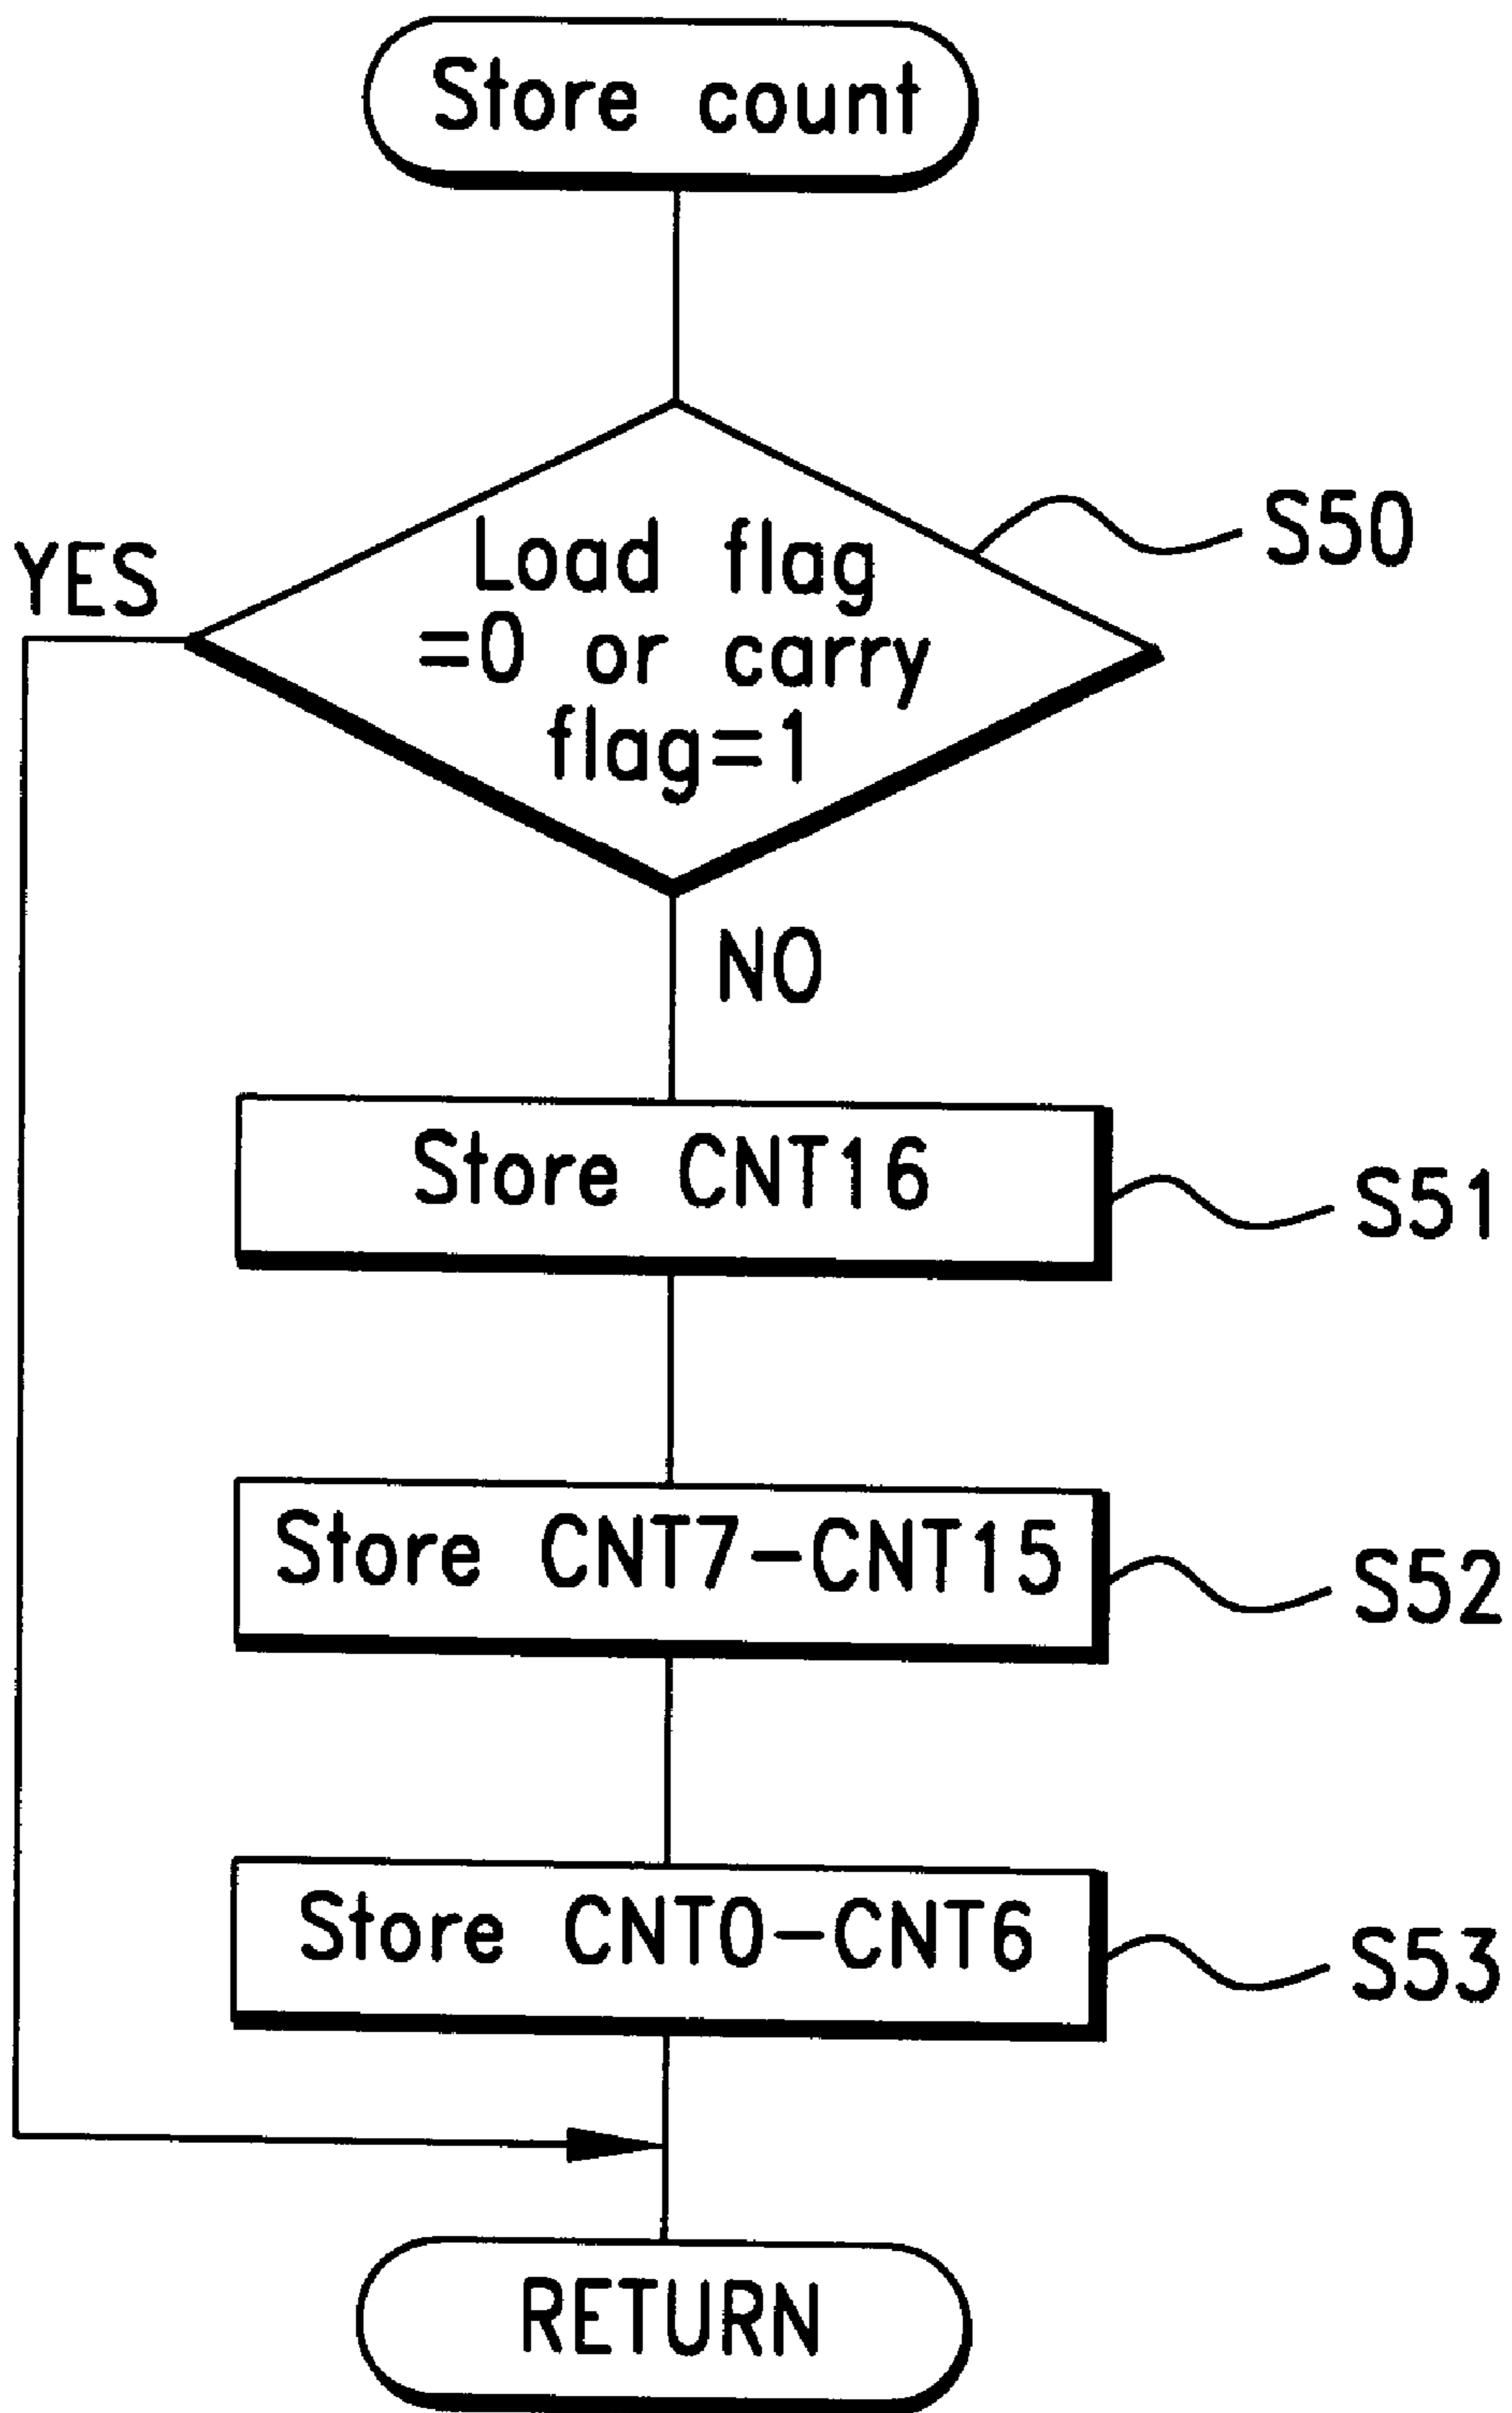 Store count
Load flag
=0 or carry
flag=1
S50
YES
NO
Store CNT16
S51
Store CNT7-CNT15
S52
Store CNT0-CNT6
S53
RETURN